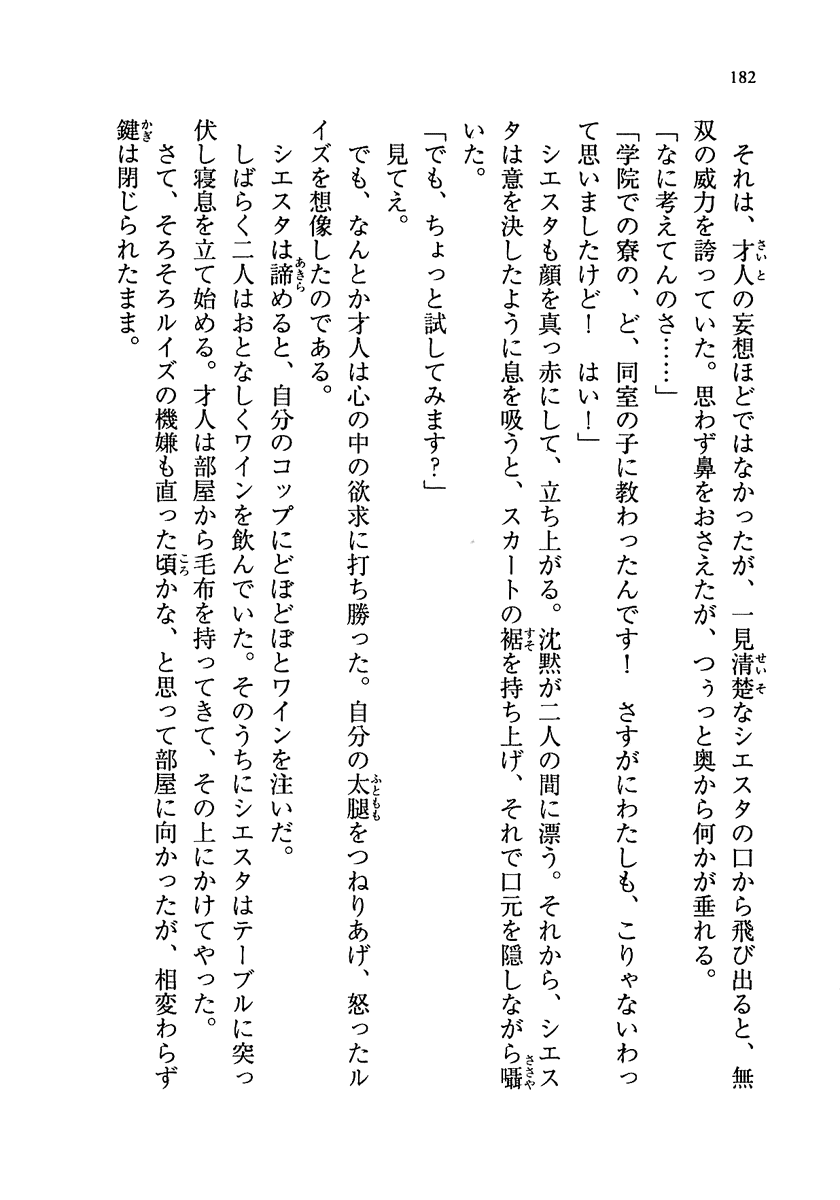 182
それは、才人の妄想ほどではなかったが、一見清楚なシエスタの口から飛び出ると、無
双の威力を誇っていた。思わず鼻をおさえたが、つぅっと奥から何かが垂れる。
「なに考えてんのさ……」
「学院での寮の、ど、同室の子に教わったんです！　さすがにわたしも、こりゃないわっ
て思いましたけど！　はい！」
シエスタも顔を真っ赤にして、立ち上がる。沈黙が二人の間に漂う。それから、シエス
タは意を決したように息を吸うと、スカートの裾を持ち上げ、それで口元を隠しながら囁
いた。
「でも、ちょっと試してみます？」
見てえ。
でも、なんとか才人は心の中の欲求に打ち勝った。自分の太腿をつねりあげ、怒ったル
イズを想像したのである。
シエスタは諦めると、自分のコップにどぼどぼとワインを注いだ。
しばらく二人はおとなしくワインを飲んでいた。そのうちにシエスタはテーブルに突っ
伏し寝息を立て始める。才人は部屋から毛布を持ってきて、その上にかけてやった。
さて、そろそろルイズの機嫌も直った頃かな、と思って部屋に向かったが、相変わらず
鍵は閉じられたまま。